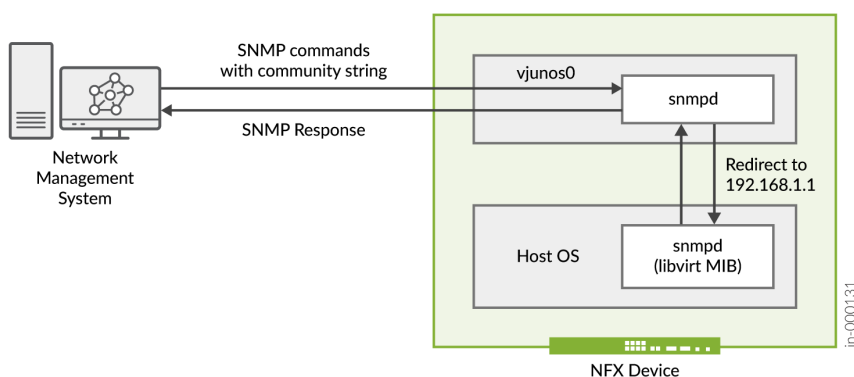 SNMP commands
with community string
vjunos0
snmpd
SNMP Response
Network
Management
System
Redirect to
192.168.1.1
Host OS
snmpd
(libvirt MIB)
jn-000131
NFX Device